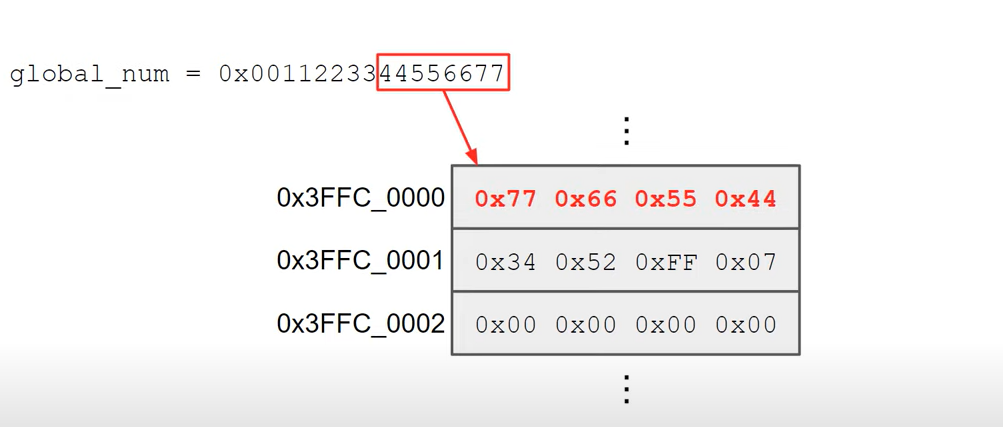 global_num = 0x0011223344556677
⋮
0x3FFC_0000 0x77 0x66 0x55 0x44
0x3FFC_0001 0x34 0x52 0xFF 0x07
0x3FFC_0002 0x00 0x00 0x00 0x00
⋮